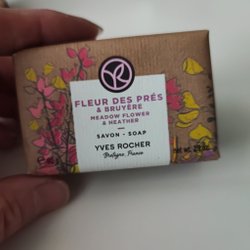 FLEUR DES PRÉS
& BRUYÈRE
MEADOW FLOWER
& HEATHER
SAVON - SOAP
YVES ROCHER
Bretagne, France